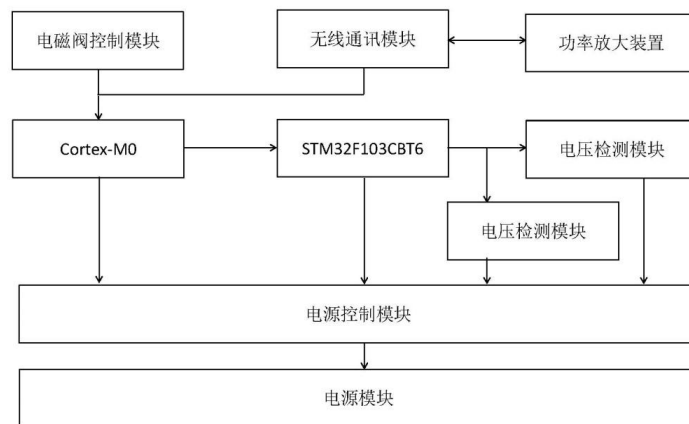 电磁阀控制模块
无线通讯模块
功率放大装置
Cortex-M0
STM32F103CBT6
电压检测模块
电压检测模块
电源控制模块
电源模块